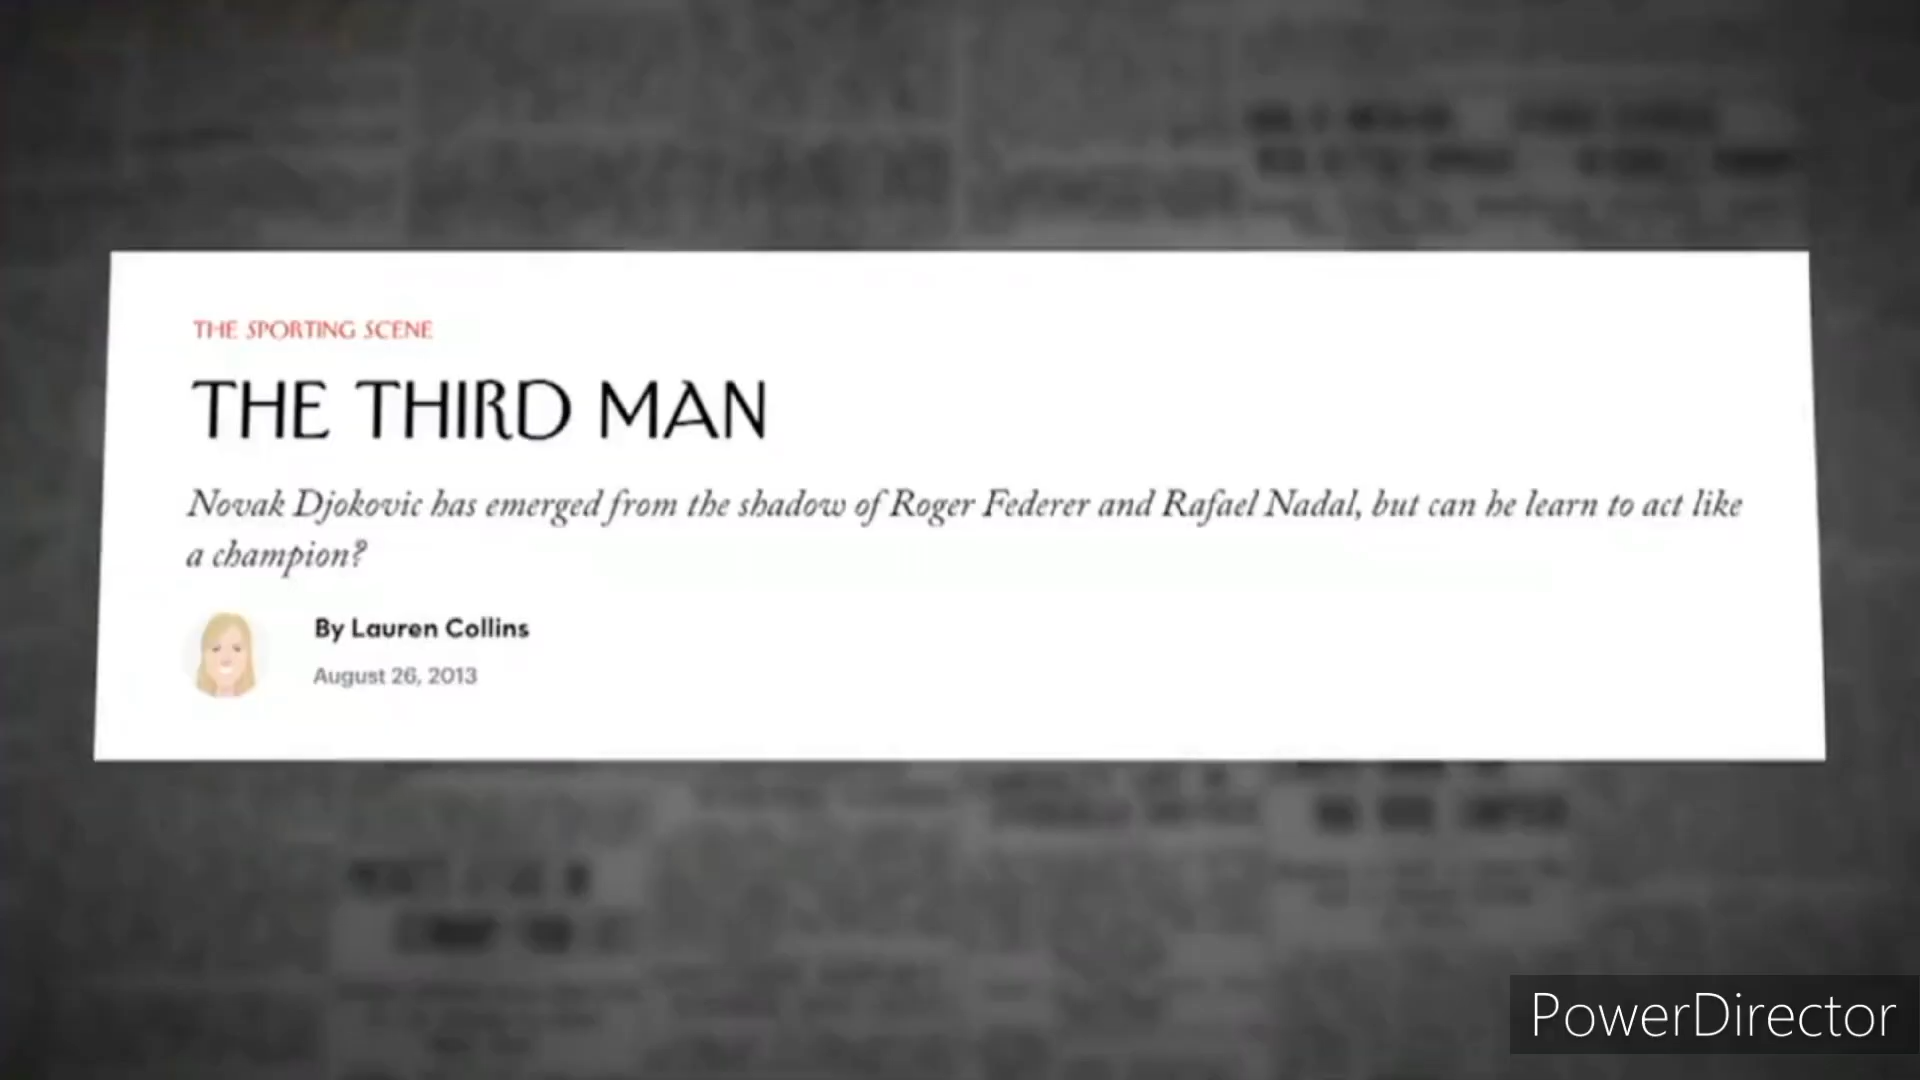 THE SPORTING SCENE
THE THIRD MAN
Novak Djokovic has emerged from the shadow of Roger Federer and Rafael Nadal, but can he learn to act like
a champion?
By Lauren Collins
August 26, 2013
PowerDirector